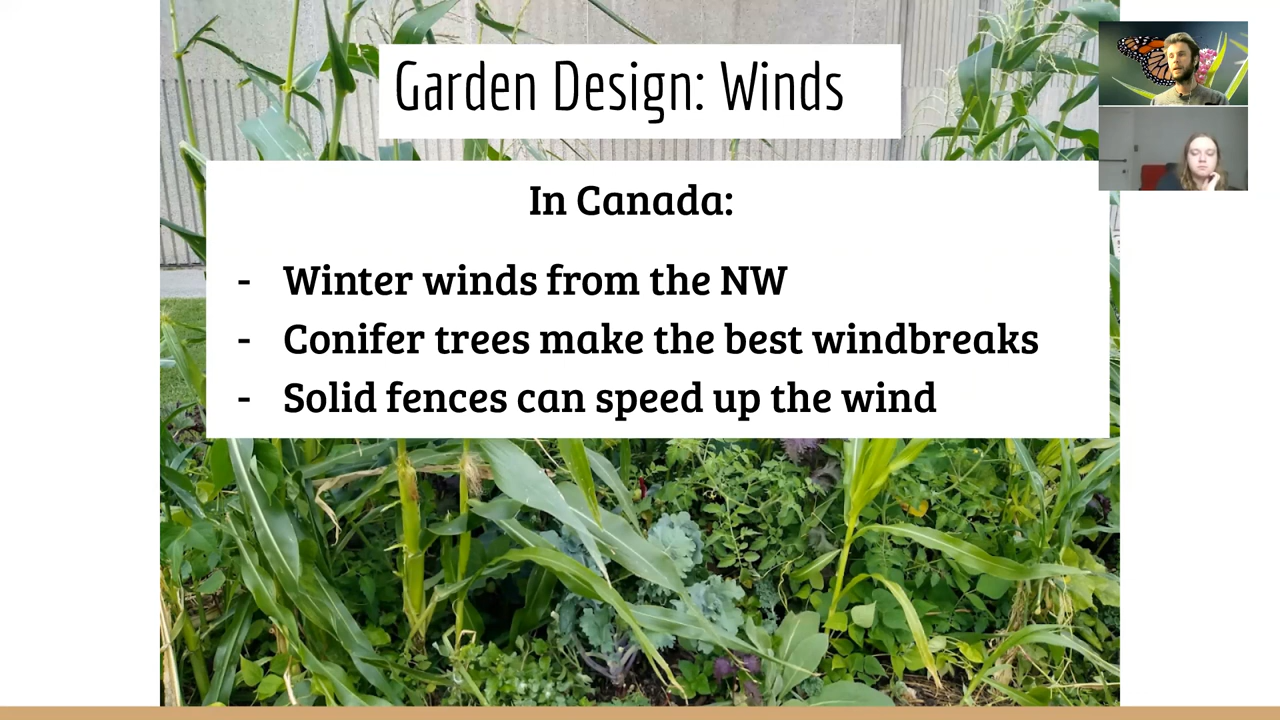 Garden Design: Winds
In Canada:
- Winter winds from the NW
- Conifer trees make the best windbreaks
- Solid fences can speed up the wind